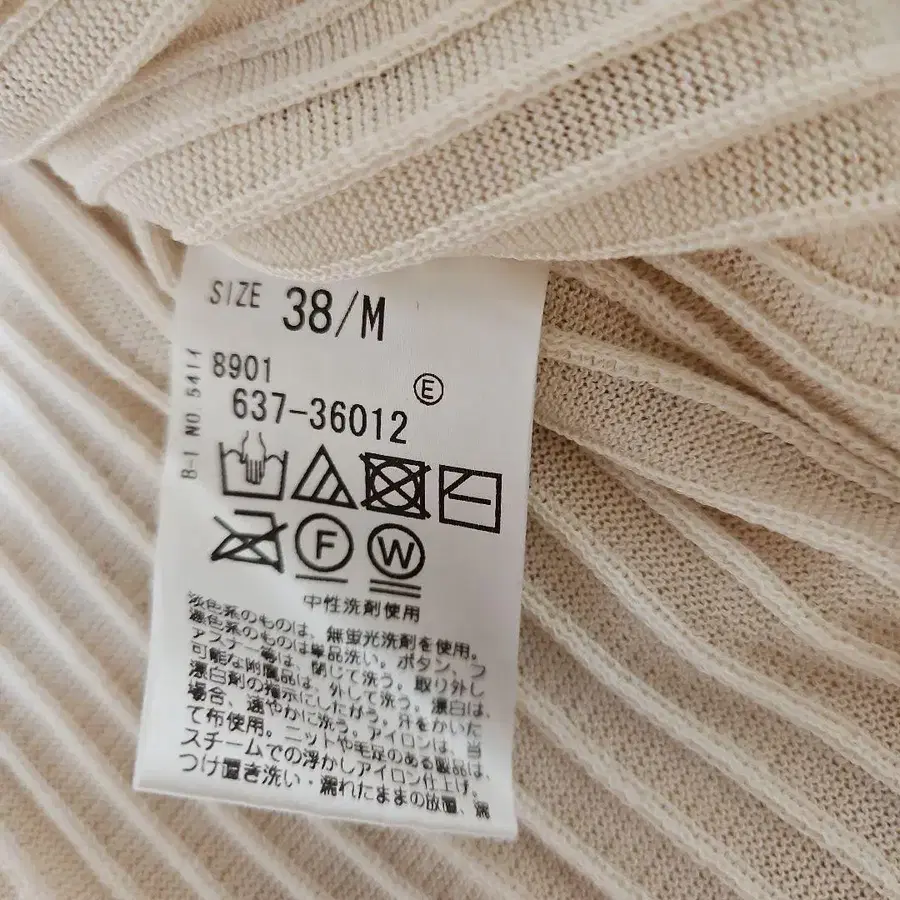 SIZE 38/M
8901
Ⓔ
637-36012
B-1 NO.5411
F W
中性洗剤使用
淡色系のものは、無蛍光洗剤を使用。
濃色系のものは単品洗い。ボタン、フ
ァスナー等は、閉じて洗う。取り外し
可能な附属品は、外して洗う。漂白は、
漂白剤の指示にしたがう。汗をかいた
場合、速やかに洗う。アイロンは、当
て布使用。ニットや毛足のある製品は、
スチームでの浮かしアイロン仕上げ。
つけ置き洗い・濡れたままの放置、濡